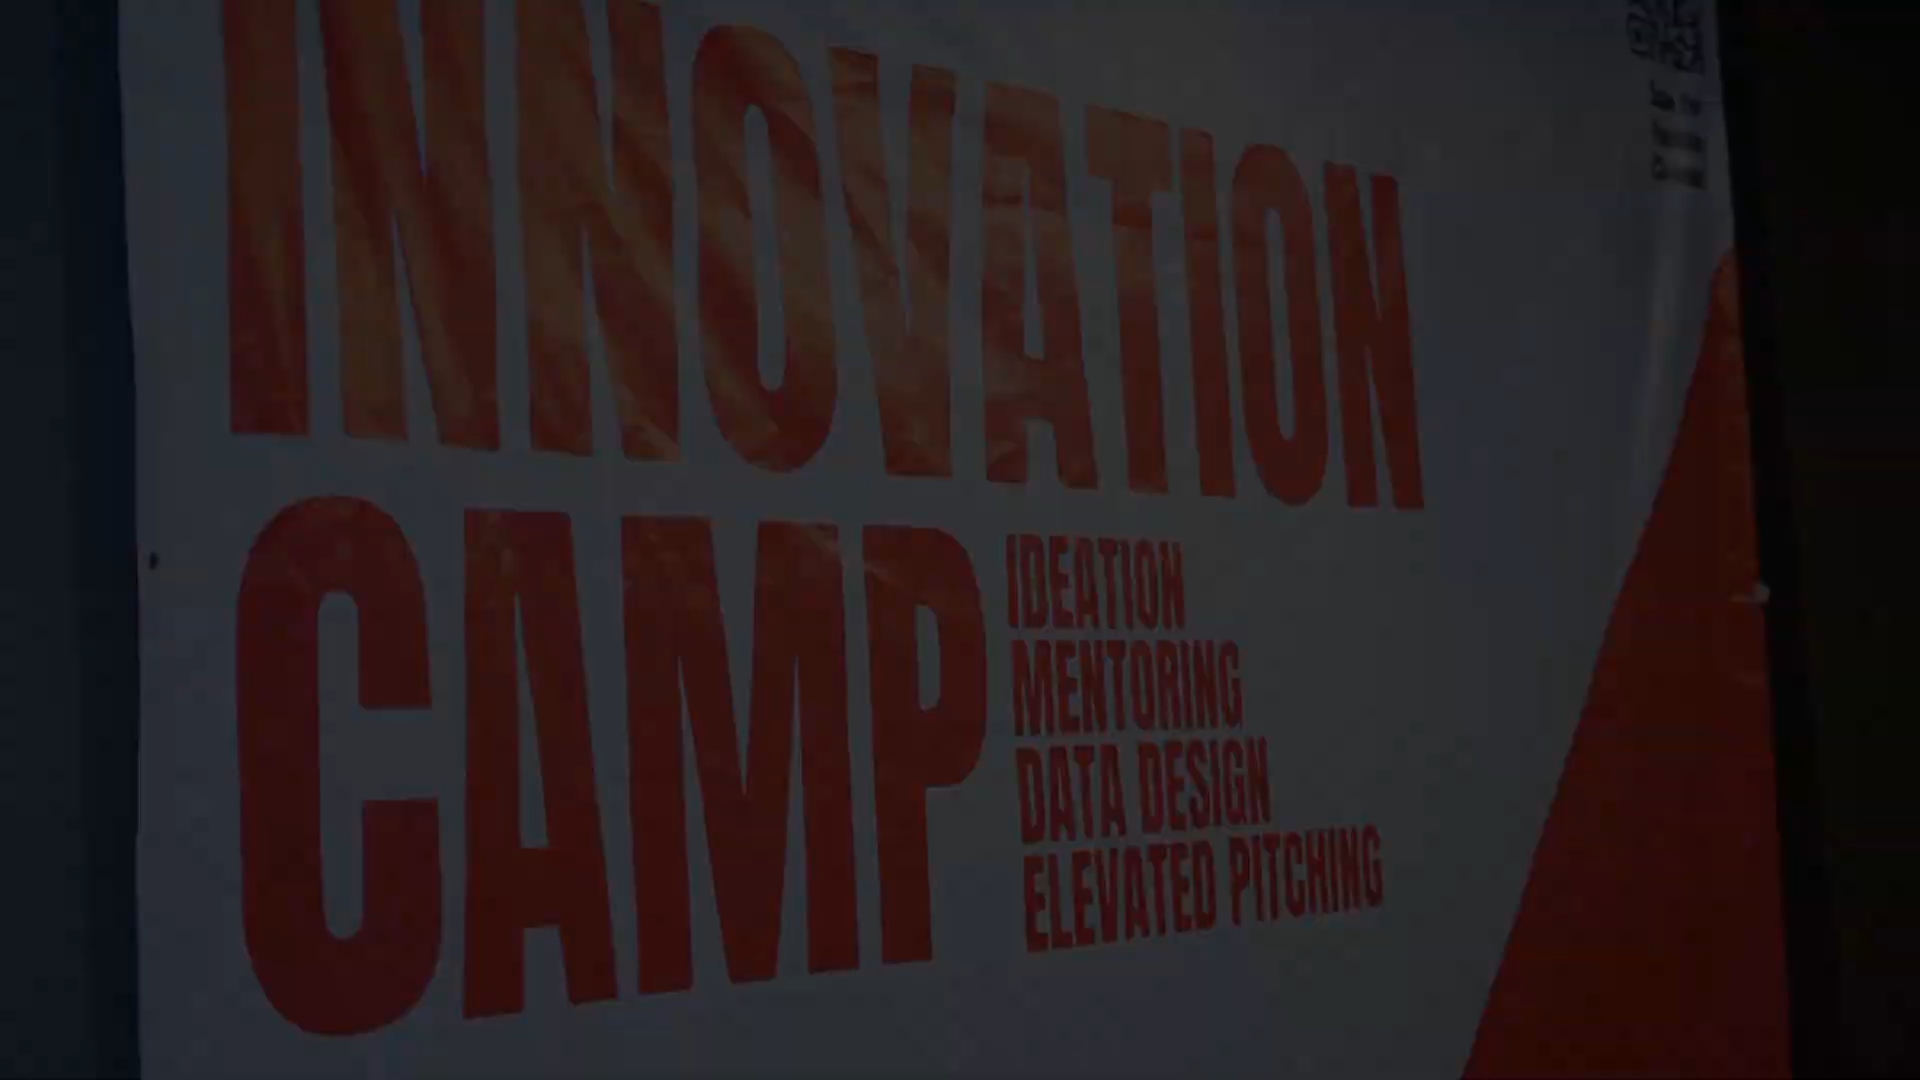 INNOVATION
CAMP
IDEATION
MENTORING
DATA DESIGN
ELEVATED PITCHING